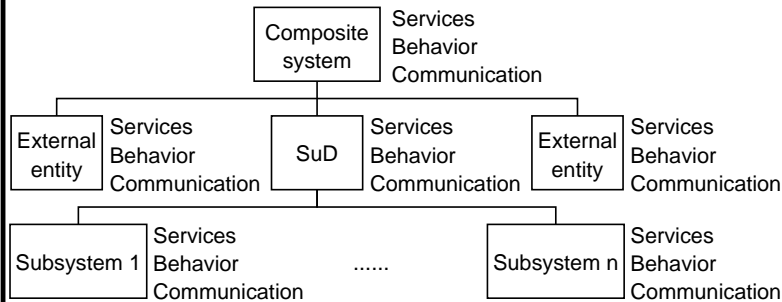 Composite
system
Services
Behavior
Communication
External
entity
Services
Behavior
Communication
SuD
Services
Behavior
Communication
External
entity
Services
Behavior
Communication
Subsystem 1
Services
Behavior
Communication
......
Subsystem n
Services
Behavior
Communication